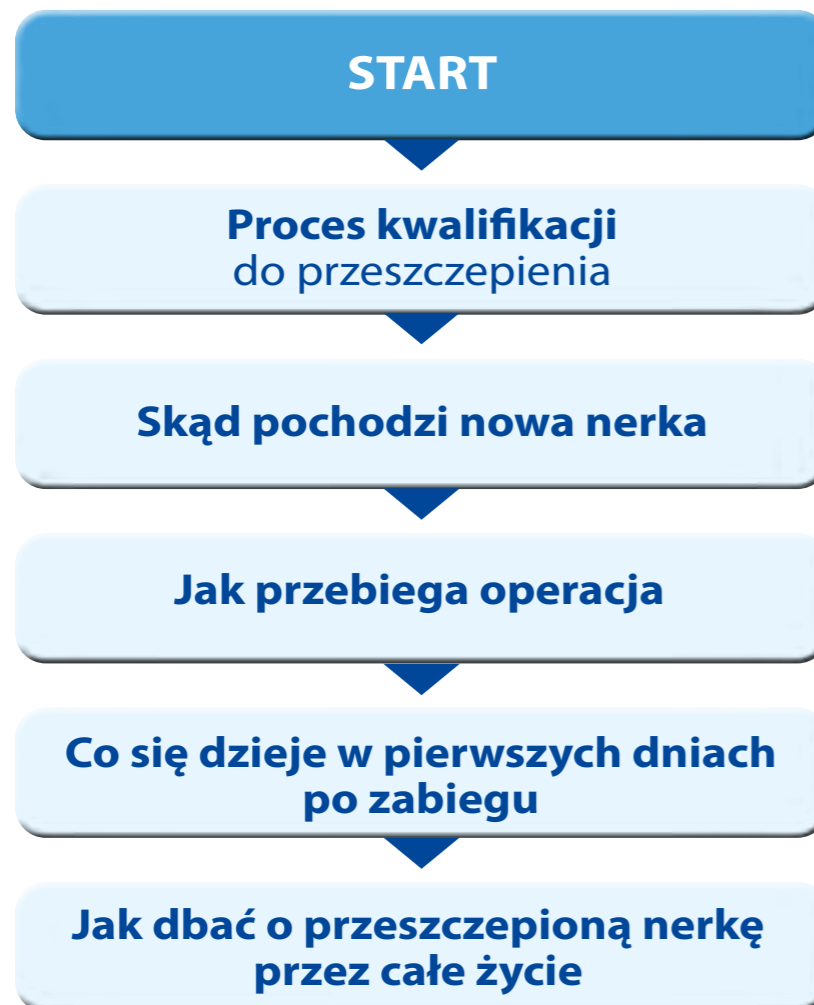 START
Proces kwalifikacji
do przeszczepienia
Skąd pochodzi nowa nerka
Jak przebiega operacja
Co się dzieje w pierwszych dniach
po zabiegu
Jak dbać o przeszczepioną nerkę
przez całe życie